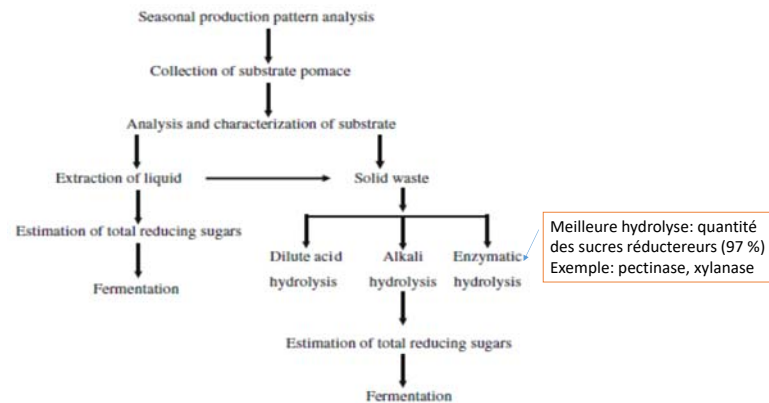 Seasonal production pattern analysis
Collection of substrate pomace
Analysis and characterization of substrate
Extraction of liquid
Solid waste
Estimation of total reducing sugars
Fermentation
Dilute acid
hydrolysis
Alkali
hydrolysis
Enzymatic
hydrolysis
Meilleure hydrolyse: quantité
des sucres réductereurs (97 %)
Exemple: pectinase, xylanase
Estimation of total reducing sugars
Fermentation